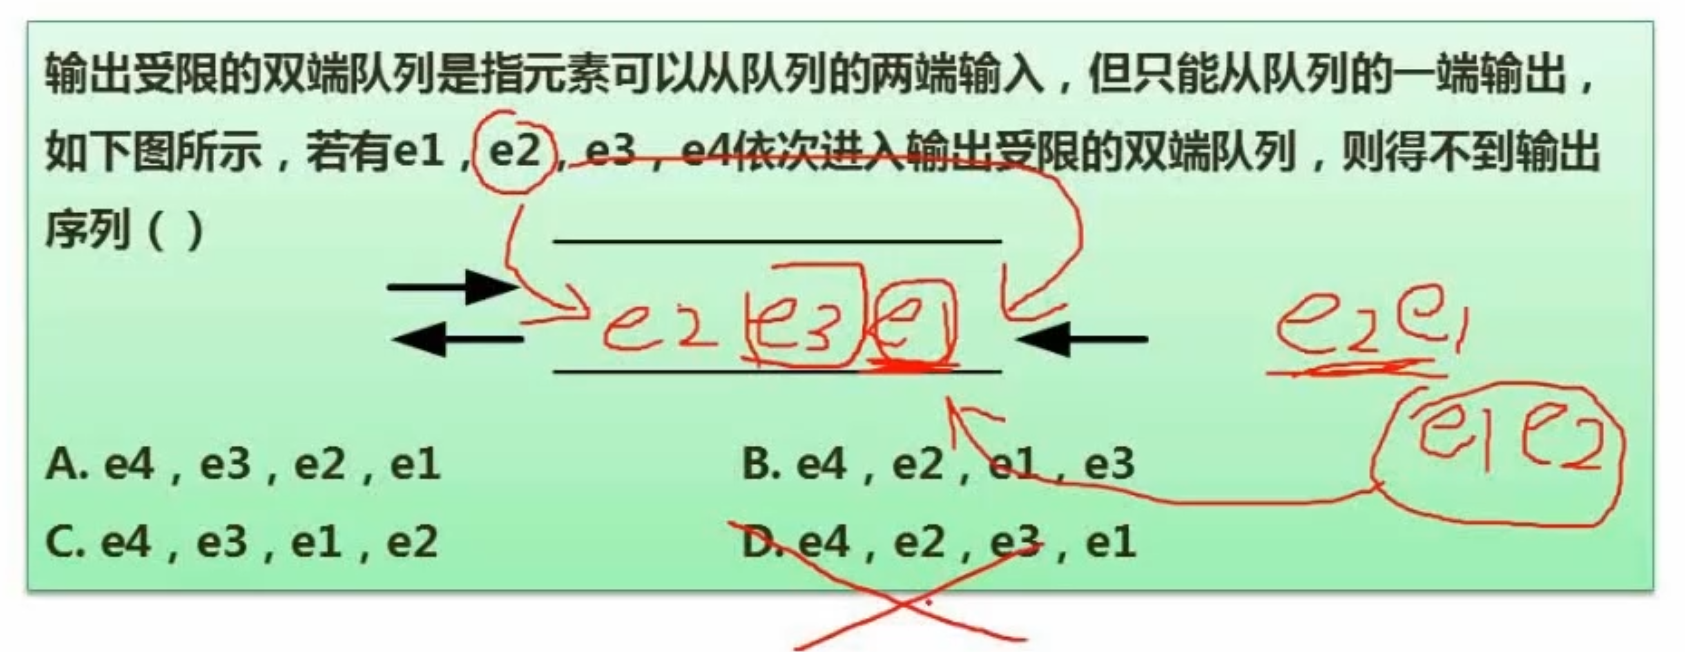 输出受限的双端队列是指元素可以从队列的两端输入，但只能从队列的一端输出，
如下图所示，若有e1，e2，e3，e4依次进入输出受限的双端队列，则得不到输出
序列（ ）
e2 e3 e1
e2e1
e1 e2
A. e4，e3，e2，e1
B. e4，e2，e1，e3
C. e4，e3，e1，e2
D. e4，e2，e3，e1